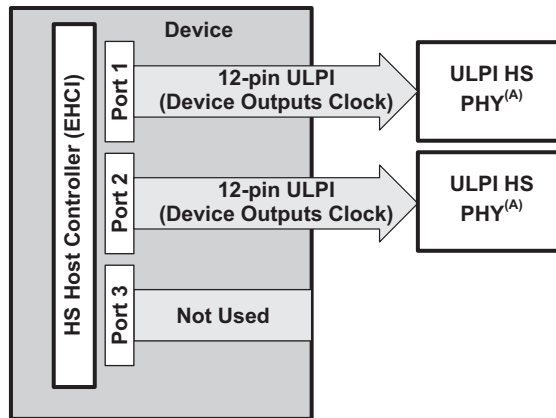 Device
HS Host Controller (EHCI)
Port 1
12-pin ULPI
(Device Outputs Clock)
ULPI HS
PHY(A)
Port 2
12-pin ULPI
(Device Outputs Clock)
ULPI HS
PHY(A)
Port 3
Not Used